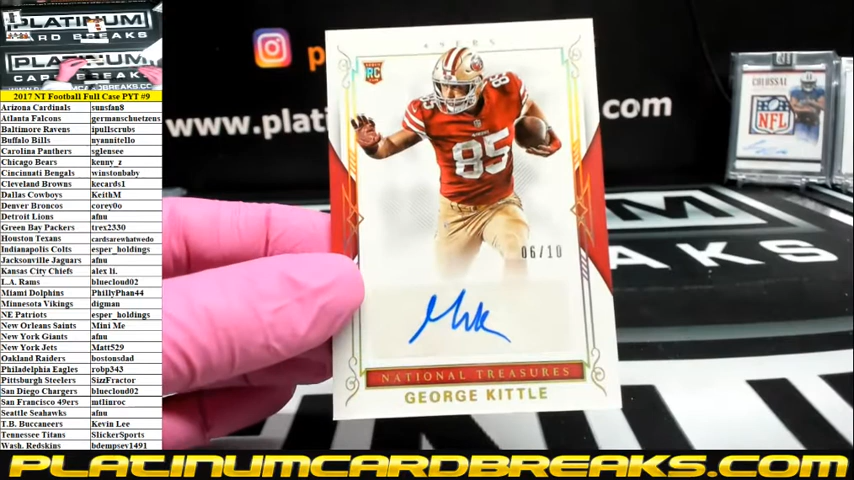 PLATINUM
CARD BREAKS
PLATINUM
2017 NT Football Full Case PYT #9
Arizona Cardinals sunsfan8
Atlanta Falcons germanschuetzens
Baltimore Ravens ipullscrubs
Buffalo Bills nyannitello
Carolina Panthers sglensee
Chicago Bears kenny_z
Cincinnati Bengals winstonbaby
Cleveland Browns kecards1
Dallas Cowboys KeithM
Denver Broncos corey0o
Detroit Lions afnu
Green Bay Packers trex2330
Houston Texans cardsarewhatwedo
Indianapolis Colts esper_holdings
Jacksonville Jaguars afnu
Kansas City Chiefs alex li.
L.A. Rams bluecloud02
Miami Dolphins PhillyPhan44
Minnesota Vikings digman
NE Patriots esper_holdings
New Orleans Saints Mini Me
New York Giants afnu
New York Jets Matt529
Oakland Raiders bostonsdad
Philadelphia Eagles robp343
Pittsburgh Steelers SizzFractor
San Diego Chargers bluecloud02
San Francisco 49ers mtlinroc
Seattle Seahawks afnu
T.B. Buccaneers Kevin Lee
Tennessee Titans SlickerSports
Wash. Redskins bdempsey1491
www.platin
com
49ERS
RC
85
85
06/10
NATIONAL TREASURES
GEORGE KITTLE
COLOSSAL
NFL
M
AKS
PLATINUMCARDBREAKS.COM